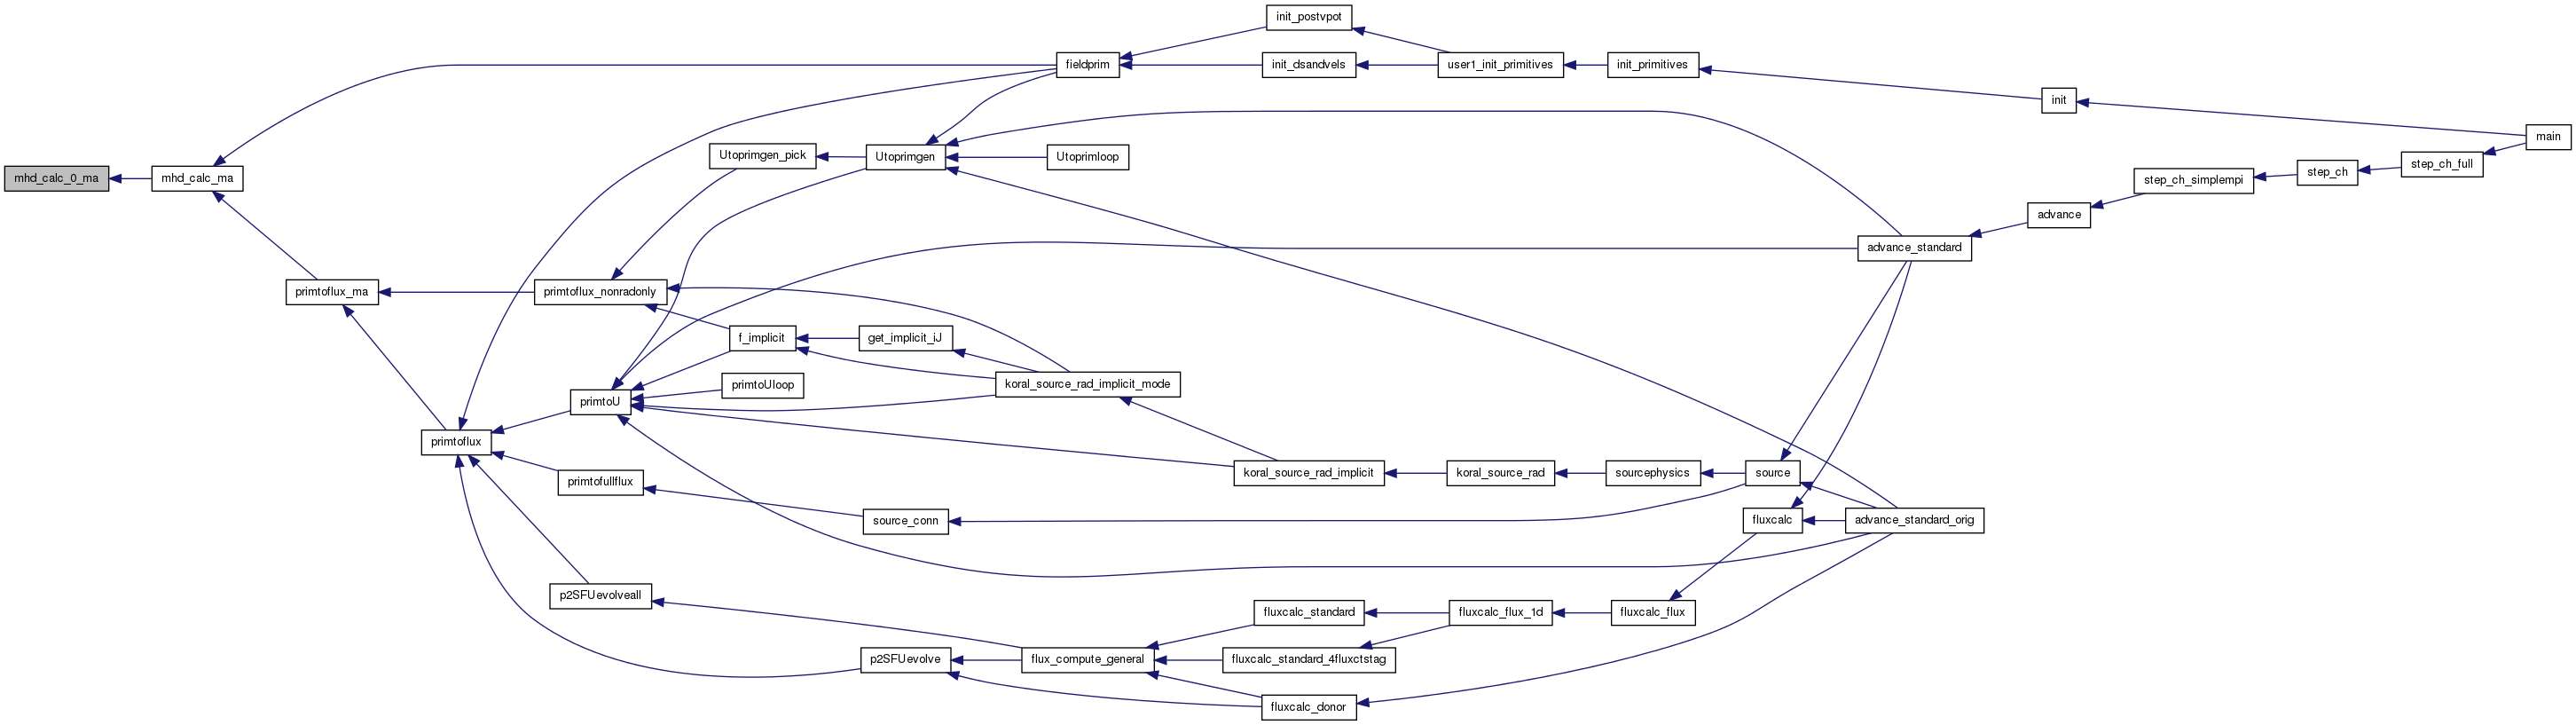 init_postvpot
fieldprim
init_dsandvels
user1_init_primitives
init_primitives
init
main
Utoprimgen_pick
Utoprimgen
Utoprimloop
step_ch_full
step_ch
step_ch_simplempi
mhd_calc_0_ma
mhd_calc_ma
advance
advance_standard
primtoflux_ma
primtoflux_nonradonly
f_implicit
get_implicit_iJ
primtoUloop
koral_source_rad_implicit_mode
primtoU
primtoflux
koral_source_rad_implicit
koral_source_rad
sourcephysics
source
primtofullflux
source_conn
fluxcalc
advance_standard_orig
p2SFUevolveall
fluxcalc_standard
fluxcalc_flux_1d
fluxcalc_flux
p2SFUevolve
flux_compute_general
fluxcalc_standard_4fluxctstag
fluxcalc_donor